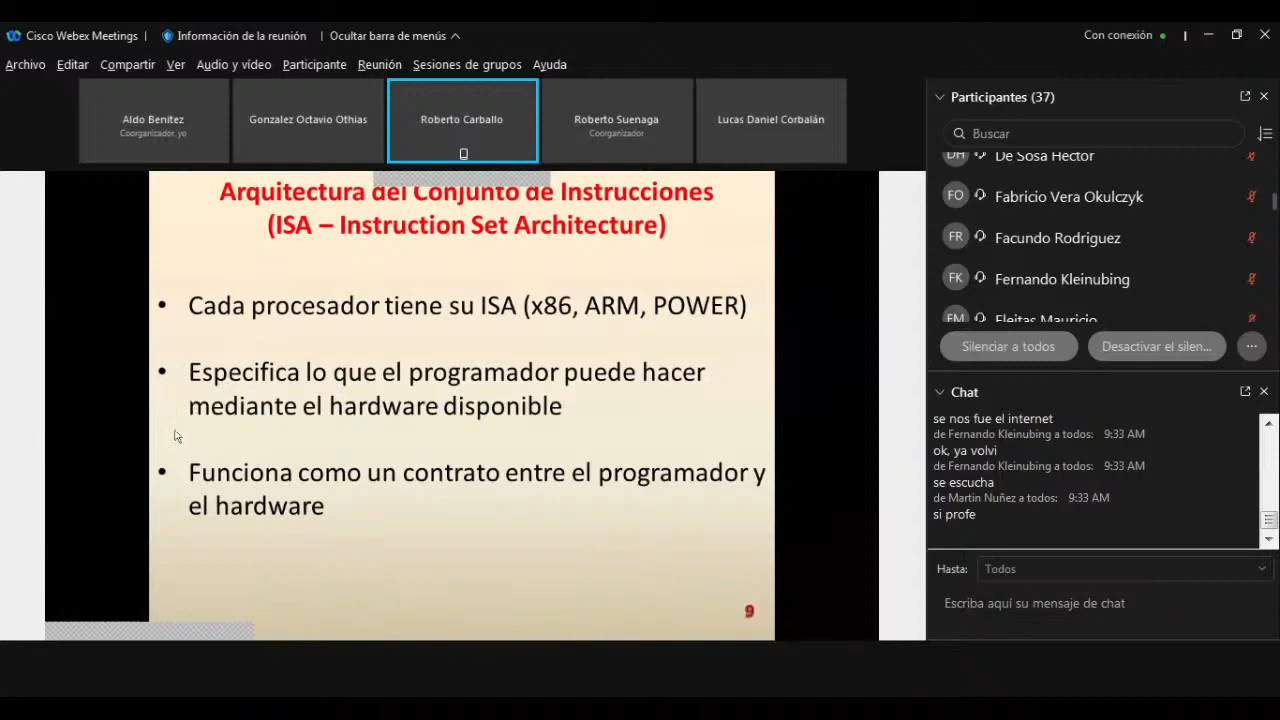 Cisco Webex Meetings | Información de la reunión | Ocultar barra de menús
Con conexión
Archivo Editar Compartir Ver Audio y vídeo Participante Reunión Sesiones de grupos Ayuda
Aldo Benítez
Coorganizador, yo
Gonzalez Octavio Othias
Roberto Carballo
Roberto Suenaga
Coorganizador
Lucas Daniel Corbalán
Arquitectura del Conjunto de Instrucciones
(ISA – Instruction Set Architecture)
• Cada procesador tiene su ISA (x86, ARM, POWER)
• Especifica lo que el programador puede hacer
mediante el hardware disponible
• Funciona como un contrato entre el programador y
el hardware
9
Participantes (37)
Buscar
DH De Sosa Hector
FO Fabricio Vera Okulczyk
FR Facundo Rodriguez
FK Fernando Kleinubing
FM Fleitas Mauricio
Silenciar a todos Desactivar el silen... ...
Chat
se nos fue el internet
de Fernando Kleinubing a todos: 9:33 AM
ok, ya volvi
de Fernando Kleinubing a todos: 9:33 AM
se escucha
de Martin Nuñez a todos: 9:33 AM
si profe
Hasta: Todos
Escriba aquí su mensaje de chat